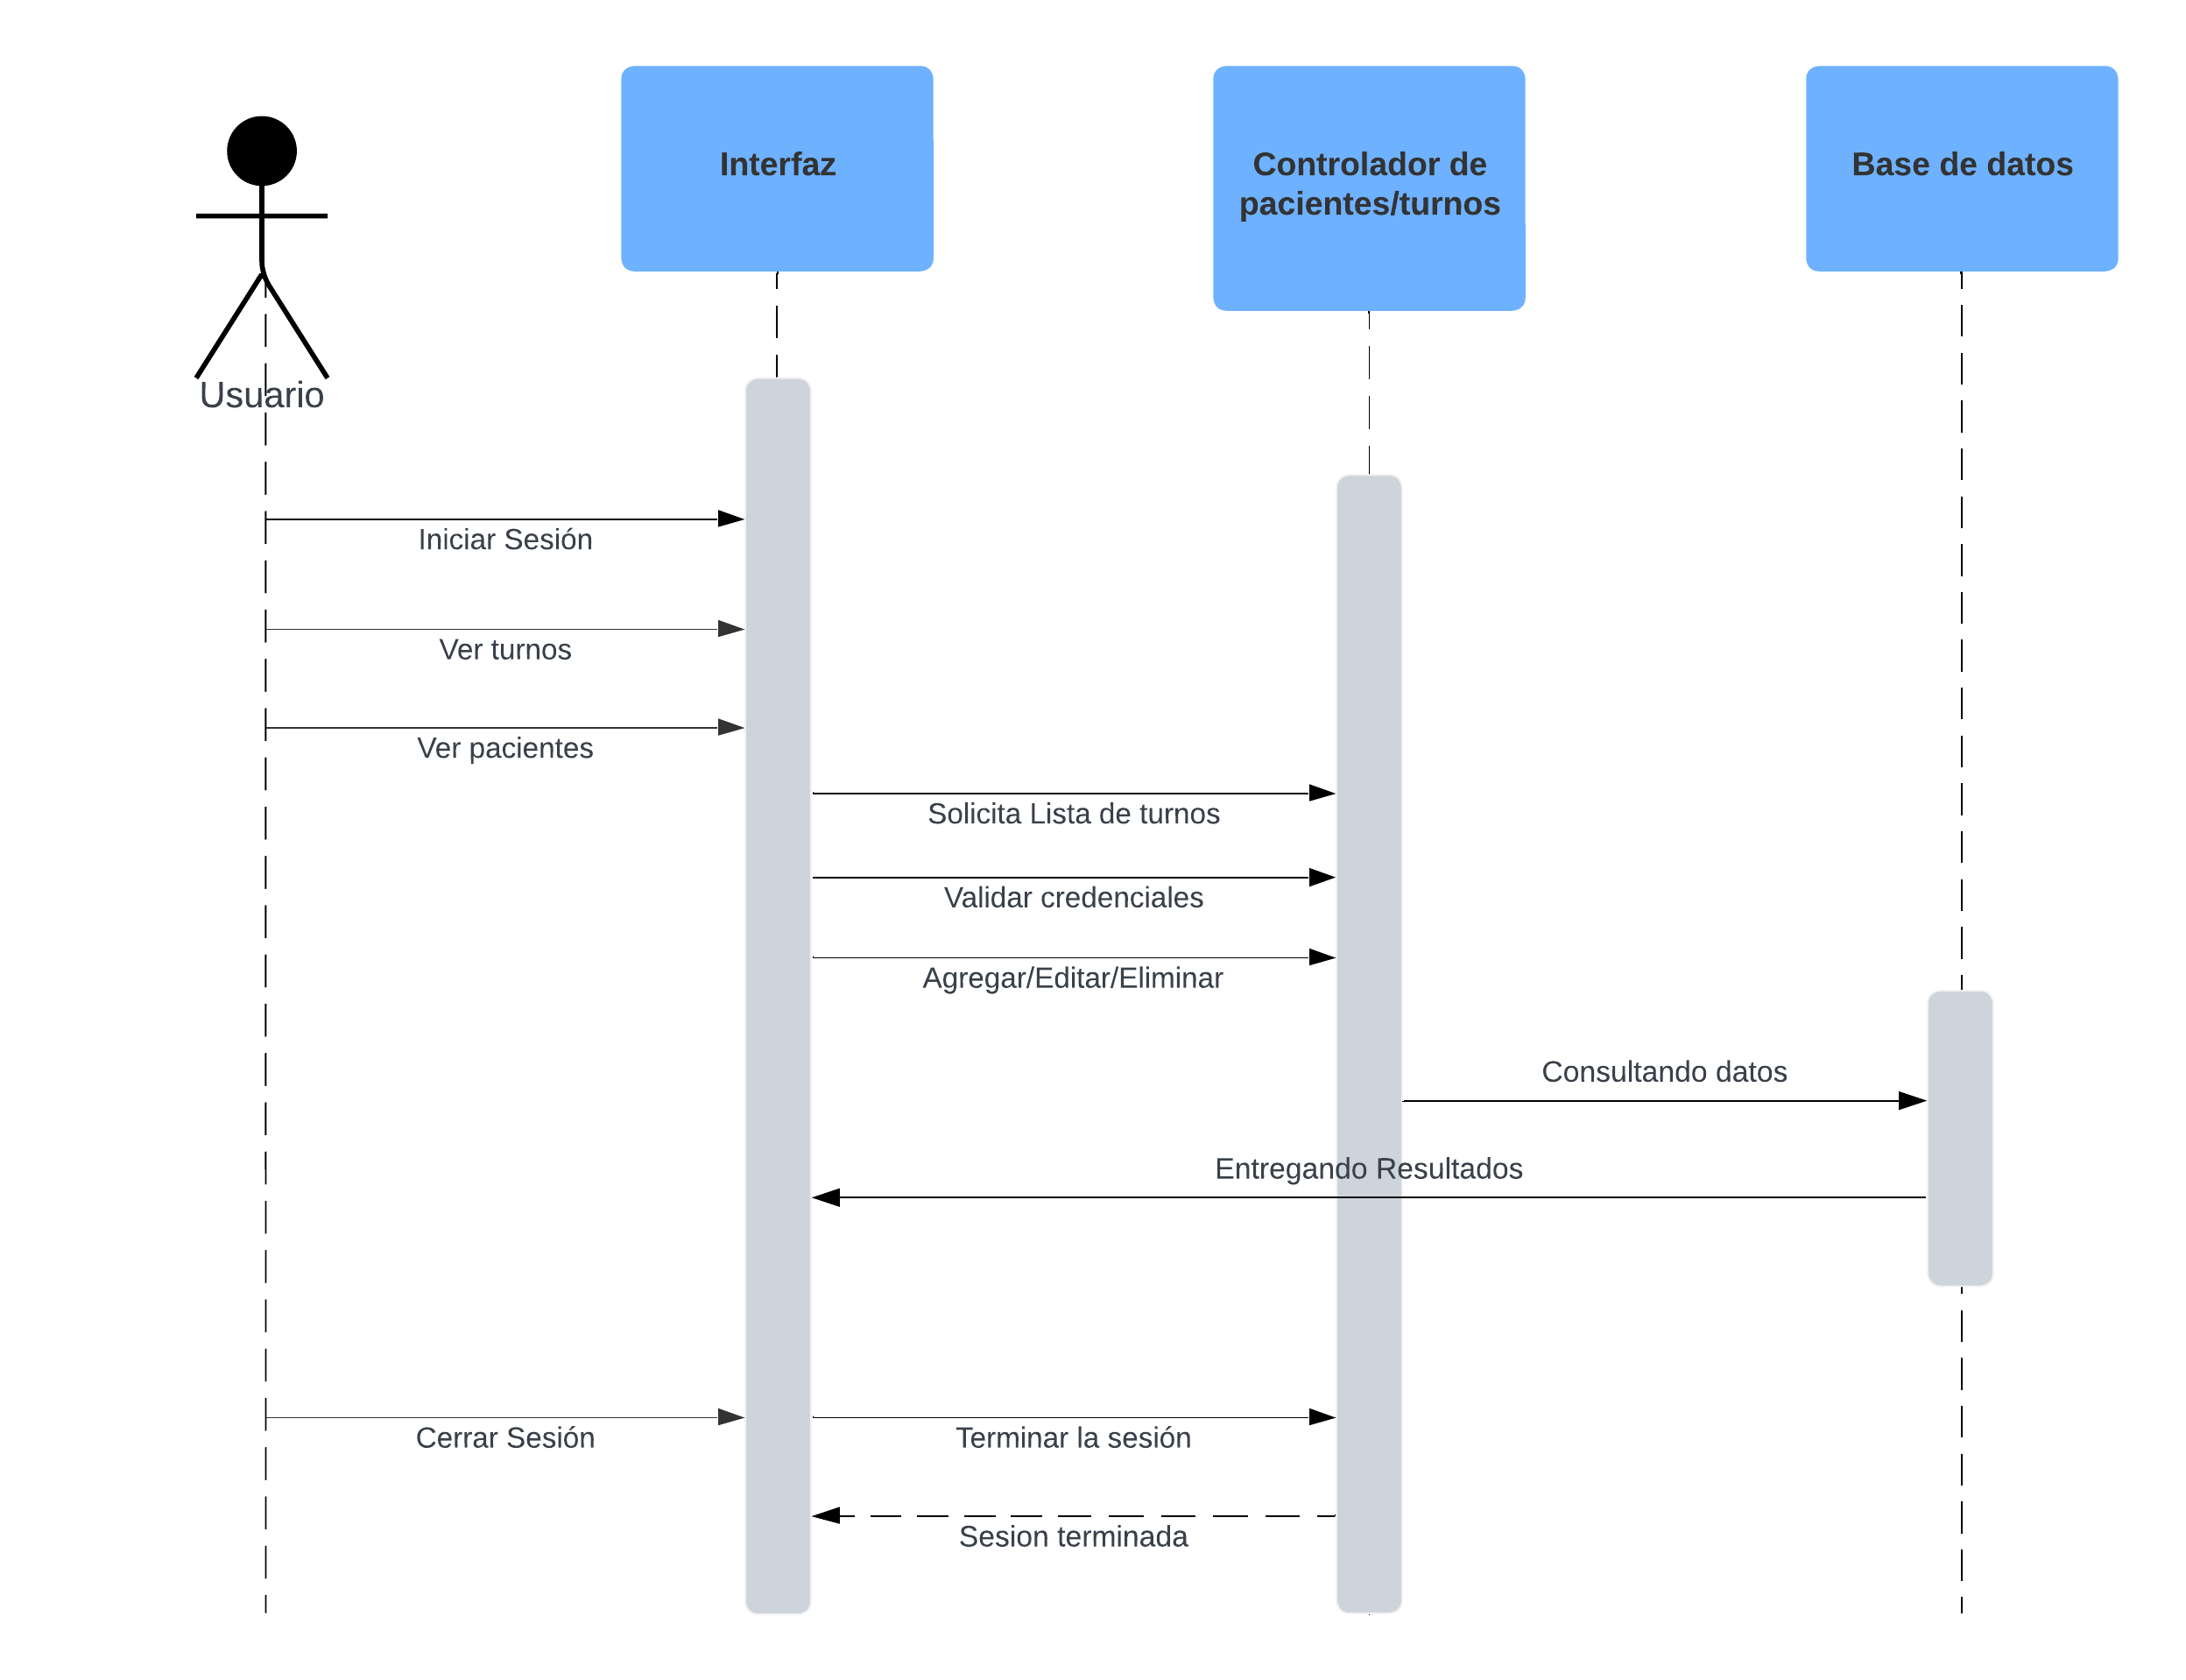 Interfaz
Controlador de
pacientes/turnos
Base de datos
Usuario
Iniciar Sesión
Ver turnos
Ver pacientes
Solicita Lista de turnos
Validar credenciales
Agregar/Editar/Eliminar
Consultando datos
Entregando Resultados
Cerrar Sesión
Terminar la sesión
Sesion terminada